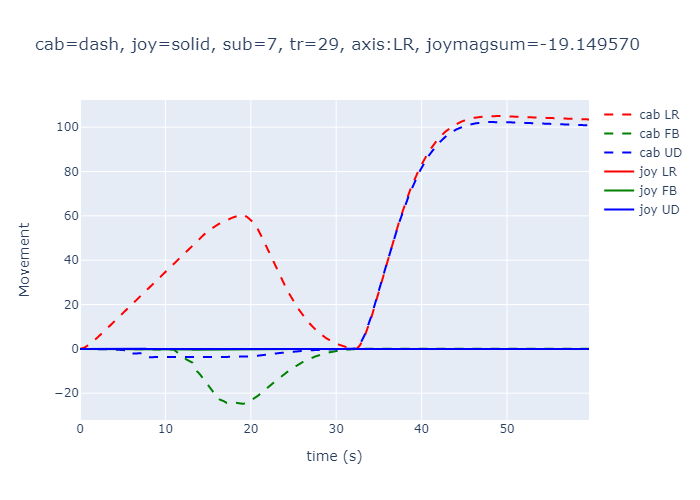 cab=dash, joy=solid, sub=7, tr=29, axis:LR, joymagsum=-19.149570
cab LR
cab FB
cab UD
joy LR
joy FB
joy UD
100
80
60
40
20
0
−20
Movement
0 10 20 30 40 50
time (s)